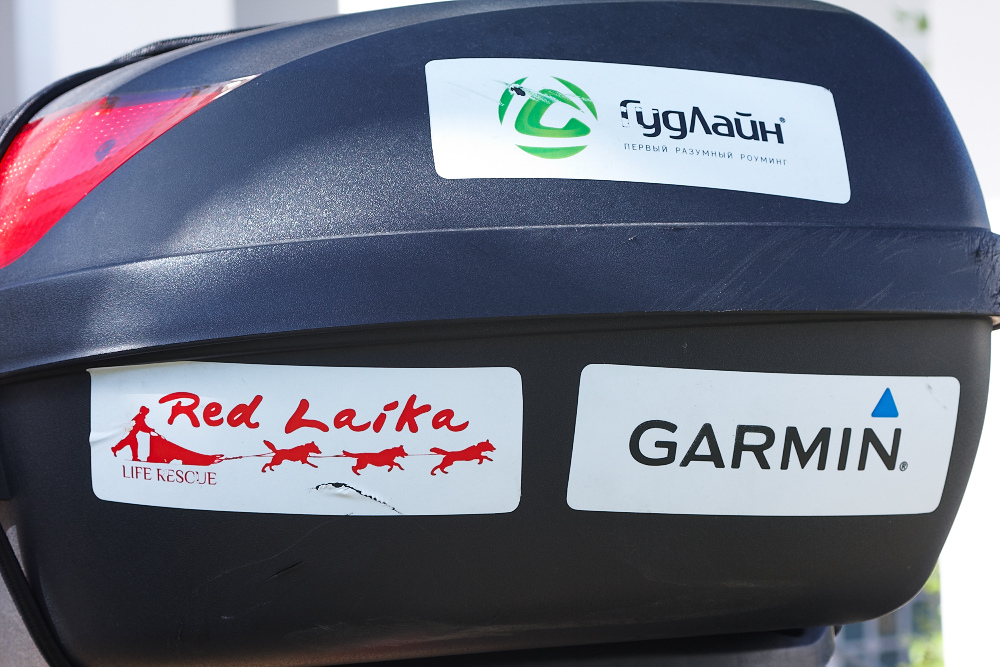 ГудЛайн®
ПЕРВЫЙ РАЗУМНЫЙ РОУМИНГ
Red Laika
LIFE RESCUE
GARMIN®